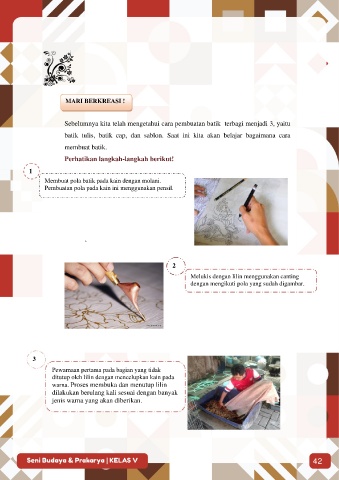 MARI BERKREASI !
Sebelumnya kita telah mengetahui cara pembuatan batik terbagi menjadi 3, yaitu
batik tulis, batik cap, dan sablon. Saat ini kita akan belajar bagaimana cara
membuat batik.
Perhatikan langkah-langkah berikut!
1
Membuat pola batik pada kain dengan molani.
Pembuatan pola pada kain ini menggunakan pensil.
2
Melukis dengan lilin menggunakan canting
dengan mengikuti pola yang sudah digambar.
3
Pewarnaan pertama pada bagian yang tidak
ditutup oleh lilin dengan mencelupkan kain pada
warna. Proses membuka dan menutup lilin
dilakukan berulang kali sesuai dengan banyak
jenis warna yang akan diberikan.
Seni Budaya & Prakarya | KELAS V
42